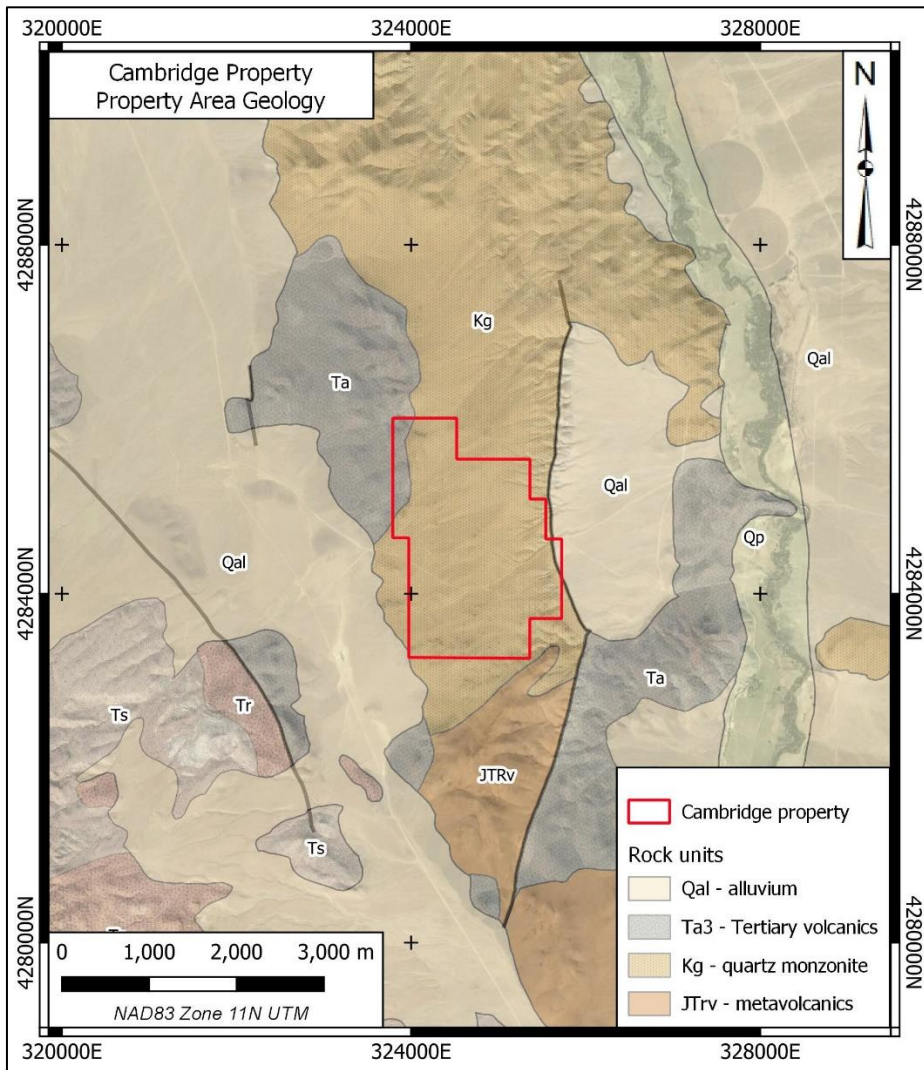 320000E
324000E
328000E
Cambridge Property
Property Area Geology
N
4288000N
4288000N
Kg
Qal
Ta
Qal
Qp
Qal
4284000N
4284000N
Ta
Ts
Tr
JTRv
Ts
Cambridge property
Rock units
Qal - alluvium
Ta3 - Tertiary volcanics
Kg - quartz monzonite
JTrv - metavolcanics
4280000N
4280000N
0 1,000 2,000 3,000 m
NAD83 Zone 11N UTM
320000E
324000E
328000E